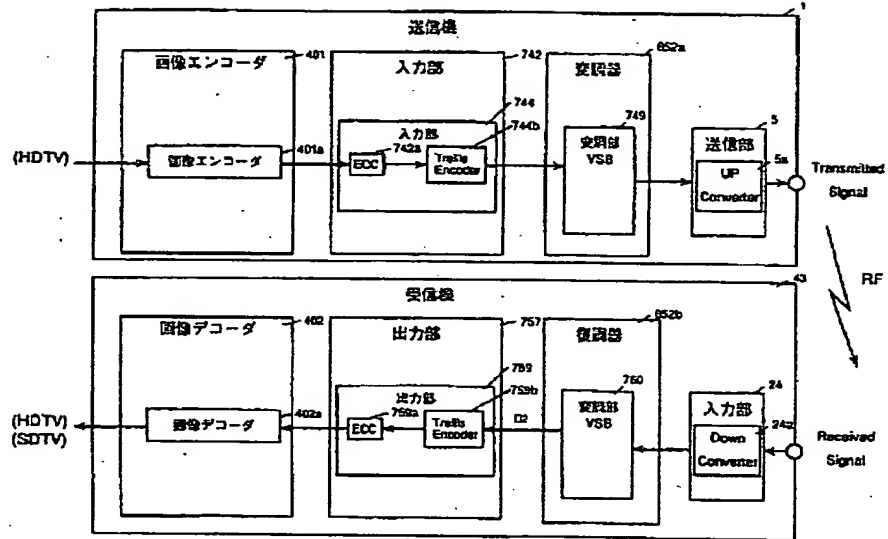 1
送信機
画像エンコーダ
401
入力部
742
変調器
852a
744
入力部
744b
749
5
送信部
(HDTV)
画像エンコーダ
401a
ECC
742a
Trellis
Encoder
変調部
VSB
5a
UP
Converter
Transmitted
Signal
RF
43
受信機
画像デコーダ
402
出力部
757
復調器
852b
759
出力部
759b
760
24
入力部
(HDTV)
(SDTV)
画像デコーダ
402a
ECC
759a
Trellis
Encoder
D2
変調部
VSB
24a
Down
Converter
Received
Signal